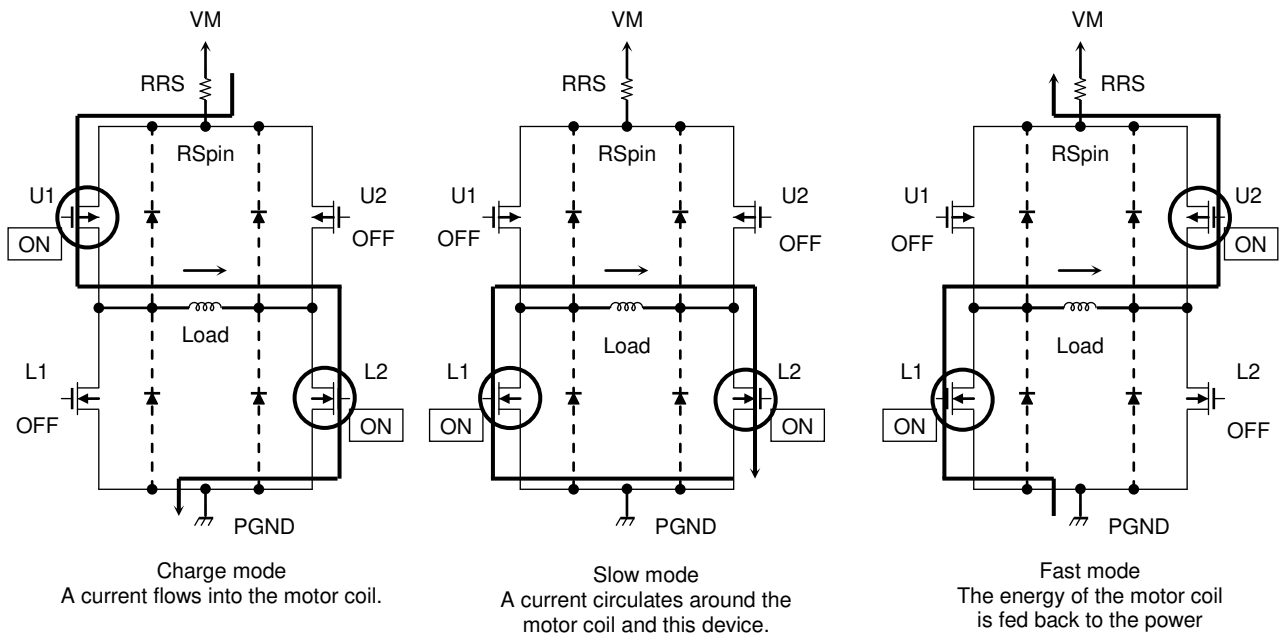 VM
RRS
RSpin
U1
U2
ON
OFF
Load
L1
L2
OFF
ON
PGND
Charge mode
A current flows into the motor coil.
VM
RRS
RSpin
U1
U2
OFF
OFF
Load
L1
L2
ON
ON
PGND
Slow mode
A current circulates around the
motor coil and this device.
VM
RRS
RSpin
U1
U2
OFF
ON
Load
L1
L2
ON
OFF
PGND
Fast mode
The energy of the motor coil
is fed back to the power